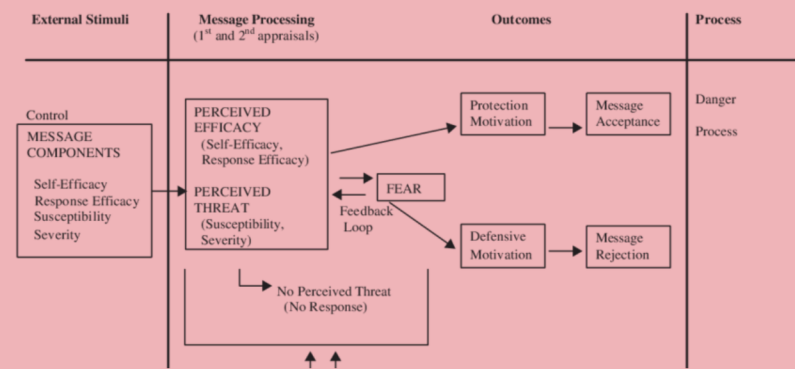 External Stimuli
Message Processing
(1st and 2nd appraisals)
Outcomes
Process
Control
MESSAGE
COMPONENTS
Self-Efficacy
Response Efficacy
Susceptibility
Severity
PERCEIVED
EFFICACY
(Self-Efficacy,
Response Efficacy)
PERCEIVED
THREAT
(Susceptibility,
Severity)
FEAR
Feedback
Loop
No Perceived Threat
(No Response)
Protection
Motivation
Message
Acceptance
Defensive
Motivation
Message
Rejection
Danger
Process